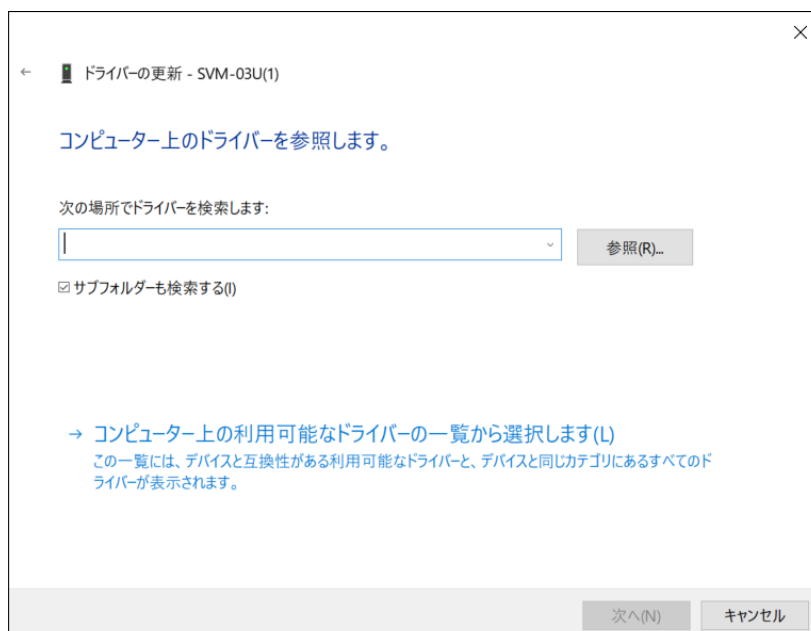 ドライバーの更新 - SVM-03U(1)
コンピューター上のドライバーを参照します。
次の場所でドライバーを検索します:
参照(R)...
サブフォルダーも検索する(I)
コンピューター上の利用可能なドライバーの一覧から選択します(L)
この一覧には、デバイスと互換性がある利用可能なドライバーと、デバイスと同じカテゴリにあるすべてのド
ライバーが表示されます。
次へ(N)
キャンセル